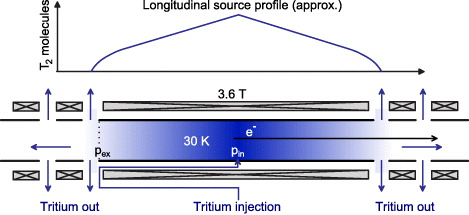 Longitudinal source profile (approx.)
T2 molecules
3.6 T
30 K
e-
pex
pin
Tritium out
Tritium injection
Tritium out